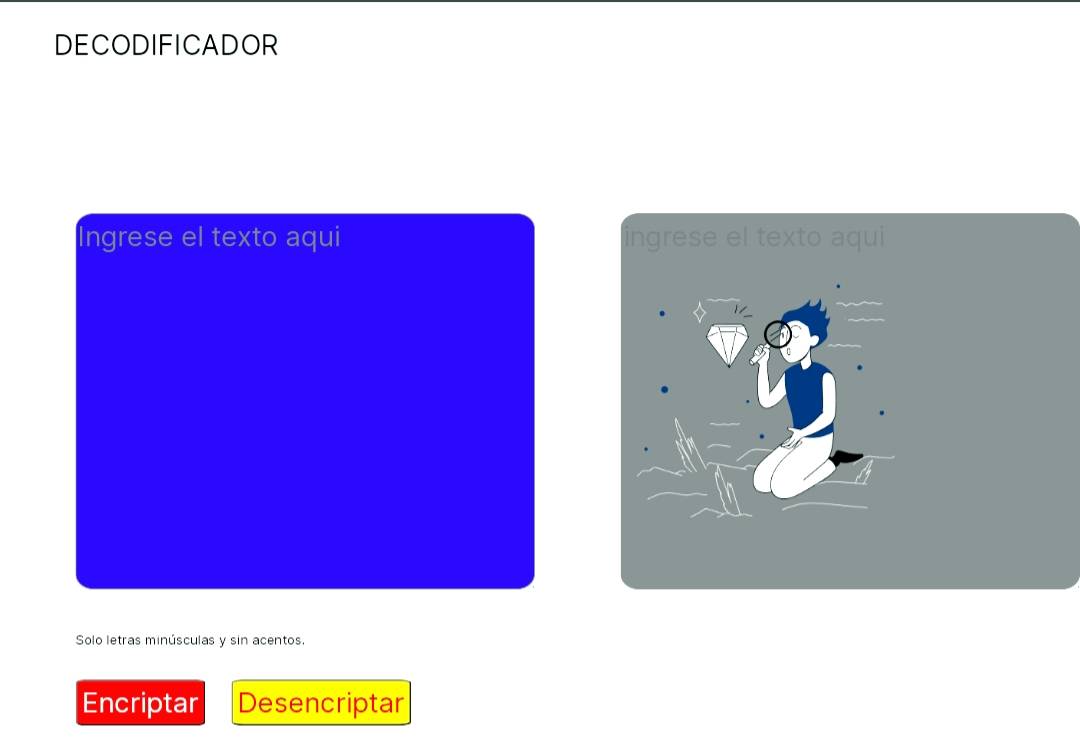 DECODIFICADOR
Ingrese el texto aqui
ingrese el texto aqui
Solo letras minúsculas y sin acentos.
Encriptar
Desencriptar